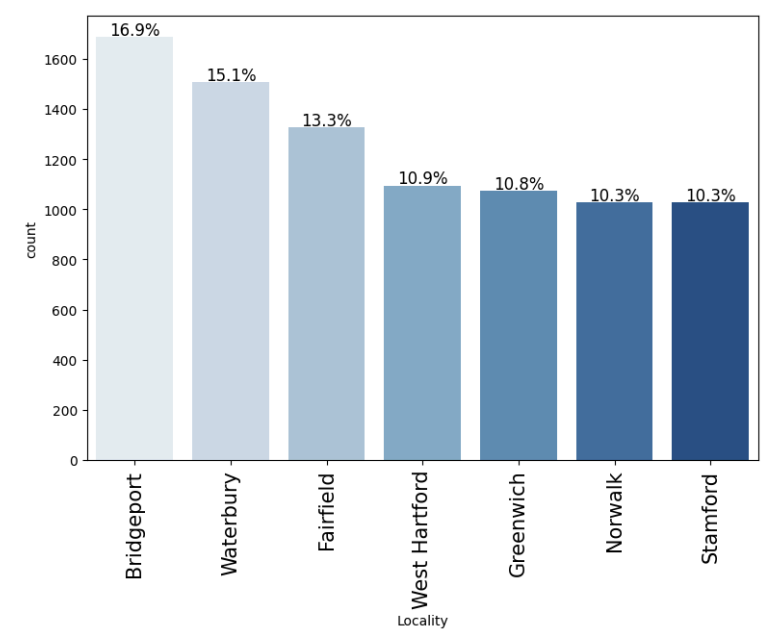 16.9%
15.1%
13.3%
10.9%
10.8%
10.3%
10.3%
1600
1400
1200
1000
800
600
400
200
0
count
Bridgeport
Waterbury
Fairfield
West Hartford
Greenwich
Norwalk
Stamford
Locality